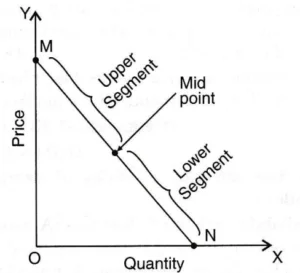 Y
M
Upper
Segment
Mid
point
Price
Lower
Segment
N
O
X
Quantity